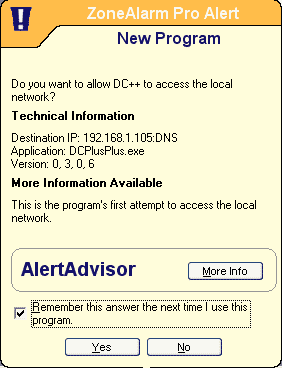 ZoneAlarm Pro Alert
New Program
Do you want to allow DC++ to access the local
network?
Technical Information
Destination IP: 192.168.1.105:DNS
Application: DCPlusPlus.exe
Version: 0, 3, 0, 6
More Information Available
This is the program's first attempt to access the local
network.
AlertAdvisor
More Info
Remember this answer the next time I use this
program.
Yes
No